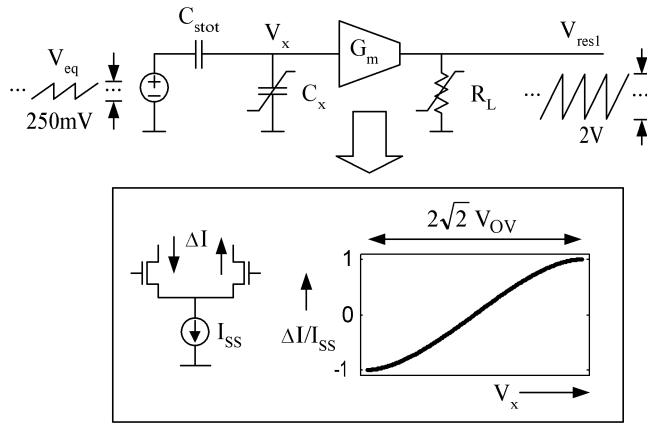 C_stot
V_x
G_m
V_res1
V_eq
... ...
+
−
C_x
R_L
... ...
250mV
2V
2√2 V_OV
ΔI
1
0
-1
I_SS
ΔI/I_SS
V_x